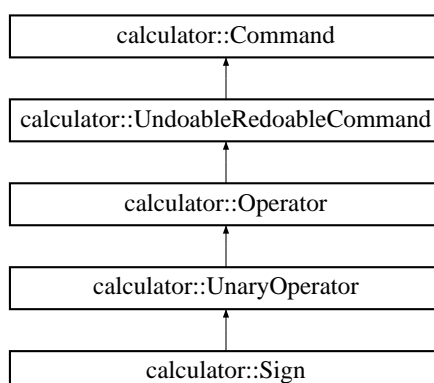 calculator::Command
calculator::UndoableRedoableCommand
calculator::Operator
calculator::UnaryOperator
calculator::Sign